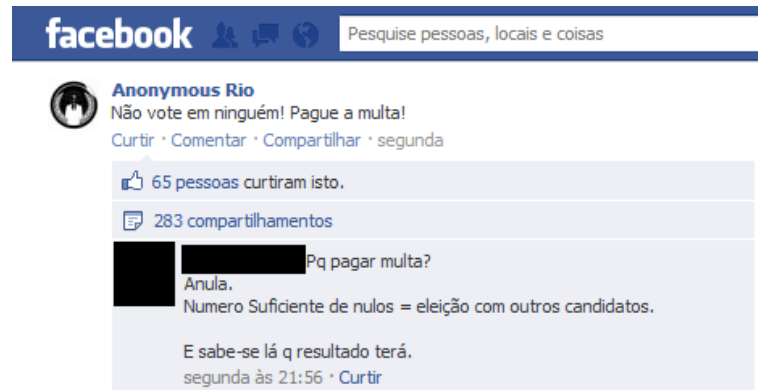 facebook
Pesquise pessoas, locais e coisas
Anonymous Rio
Não vote em ninguém! Pague a multa!
Curtir · Comentar · Compartilhar · segunda
65 pessoas curtiram isto.
283 compartilhamentos
Pq pagar multa?
Anula.
Numero Suficiente de nulos = eleição com outros candidatos.
E sabe-se lá q resultado terá.
segunda às 21:56 · Curtir